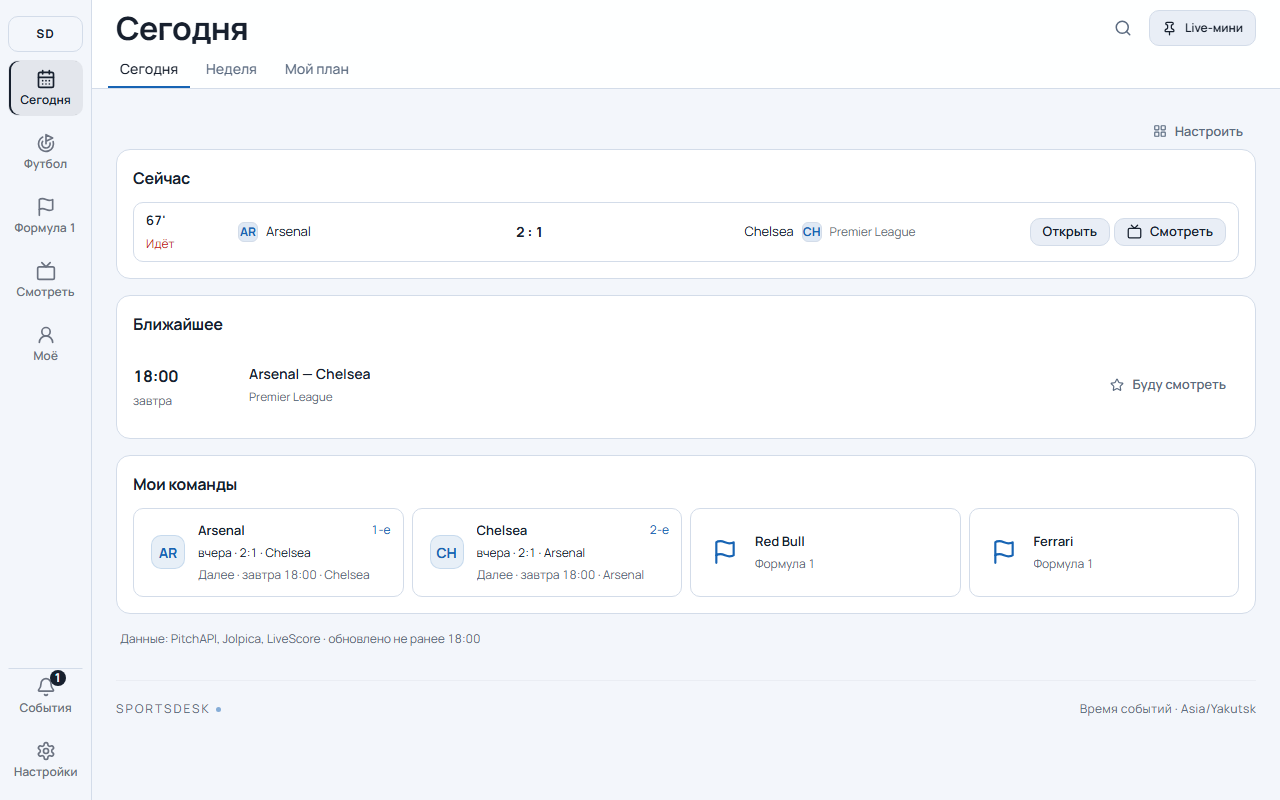 SD
Сегодня
Футбол
Формула 1
Смотреть
Моё
События
1
Настройки
Сегодня
Live-мини
Сегодня Неделя Мой план
Настроить
Сейчас
67'
Идёт
AR Arsenal 2 : 1 Chelsea CH Premier League
Открыть Смотреть
Ближайшее
18:00
завтра
Arsenal — Chelsea
Premier League
Буду смотреть
Мои команды
AR
Arsenal 1-е
вчера · 2:1 · Chelsea
Далее · завтра 18:00 · Chelsea
CH
Chelsea 2-е
вчера · 2:1 · Arsenal
Далее · завтра 18:00 · Arsenal
Red Bull
Формула 1
Ferrari
Формула 1
Данные: PitchAPI, Jolpica, LiveScore · обновлено не ранее 18:00
SPORTSDESK
Время событий · Asia/Yakutsk